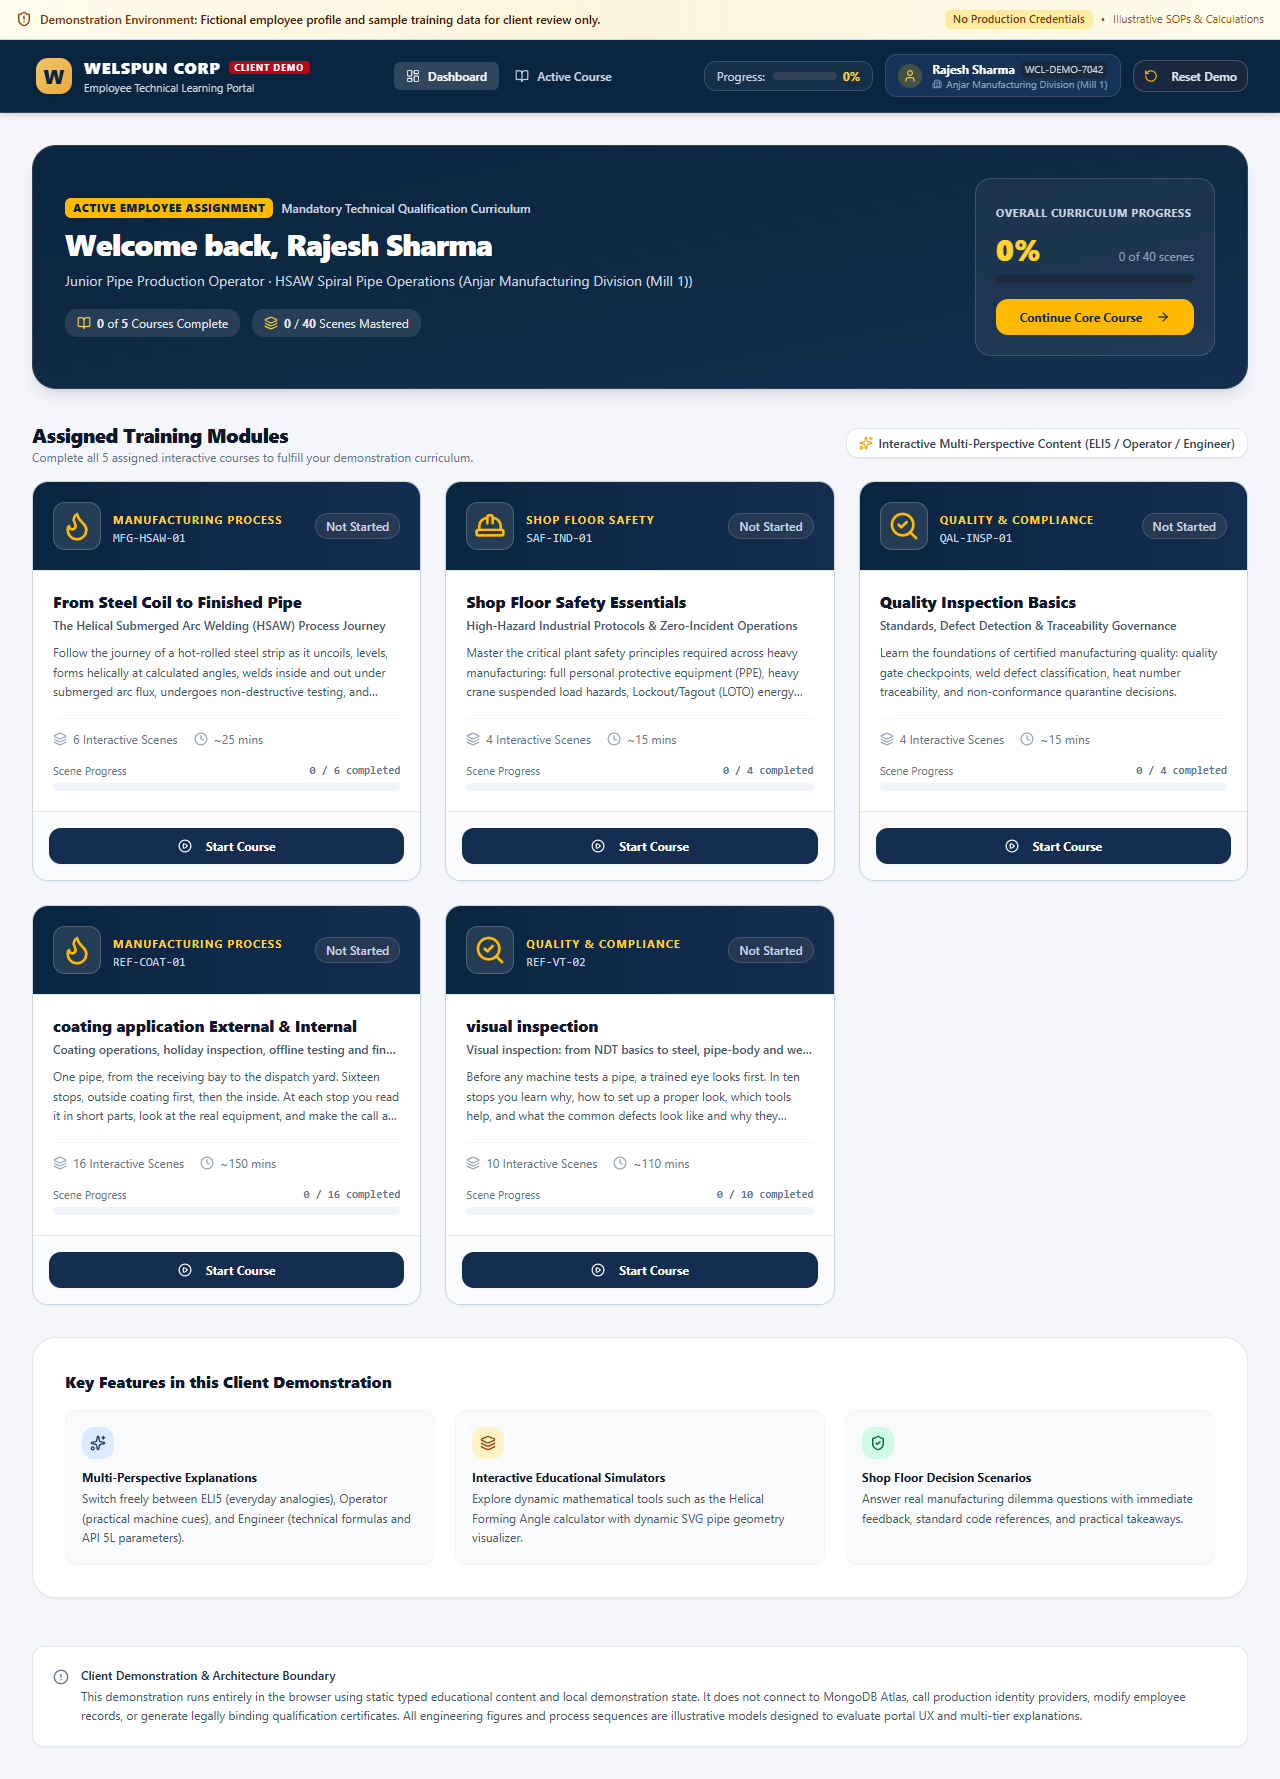 Demonstration Environment: Fictional employee profile and sample training data for client review only.
No Production Credentials • Illustrative SOPs & Calculations
W
WELSPUN CORP CLIENT DEMO
Employee Technical Learning Portal
Dashboard
Active Course
Progress: 0%
Rajesh Sharma WCL-DEMO-7042
Anjar Manufacturing Division (Mill 1)
Reset Demo
ACTIVE EMPLOYEE ASSIGNMENT Mandatory Technical Qualification Curriculum
Welcome back, Rajesh Sharma
Junior Pipe Production Operator · HSAW Spiral Pipe Operations (Anjar Manufacturing Division (Mill 1))
0 of 5 Courses Complete
0 / 40 Scenes Mastered
OVERALL CURRICULUM PROGRESS
0% 0 of 40 scenes
Continue Core Course
Assigned Training Modules
Complete all 5 assigned interactive courses to fulfill your demonstration curriculum.
Interactive Multi-Perspective Content (ELI5 / Operator / Engineer)
MANUFACTURING PROCESS
MFG-HSAW-01
Not Started
From Steel Coil to Finished Pipe
The Helical Submerged Arc Welding (HSAW) Process Journey
Follow the journey of a hot-rolled steel strip as it uncoils, levels,
forms helically at calculated angles, welds inside and out under
submerged arc flux, undergoes non-destructive testing, and...
6 Interactive Scenes ~25 mins
Scene Progress 0 / 6 completed
Start Course
SHOP FLOOR SAFETY
SAF-IND-01
Not Started
Shop Floor Safety Essentials
High-Hazard Industrial Protocols & Zero-Incident Operations
Master the critical plant safety principles required across heavy
manufacturing: full personal protective equipment (PPE), heavy
crane suspended load hazards, Lockout/Tagout (LOTO) energy...
4 Interactive Scenes ~15 mins
Scene Progress 0 / 4 completed
Start Course
QUALITY & COMPLIANCE
QAL-INSP-01
Not Started
Quality Inspection Basics
Standards, Defect Detection & Traceability Governance
Learn the foundations of certified manufacturing quality: quality
gate checkpoints, weld defect classification, heat number
traceability, and non-conformance quarantine decisions.
4 Interactive Scenes ~15 mins
Scene Progress 0 / 4 completed
Start Course
MANUFACTURING PROCESS
REF-COAT-01
Not Started
coating application External & Internal
Coating operations, holiday inspection, offline testing and fin...
One pipe, from the receiving bay to the dispatch yard. Sixteen
stops, outside coating first, then the inside. At each stop you read
it in short parts, look at the real equipment, and make the call a...
16 Interactive Scenes ~150 mins
Scene Progress 0 / 16 completed
Start Course
QUALITY & COMPLIANCE
REF-VT-02
Not Started
visual inspection
Visual inspection: from NDT basics to steel, pipe-body and we...
Before any machine tests a pipe, a trained eye looks first. In ten
stops you learn why, how to set up a proper look, which tools
help, and what the common defects look like and why they...
10 Interactive Scenes ~110 mins
Scene Progress 0 / 10 completed
Start Course
Key Features in this Client Demonstration
Multi-Perspective Explanations
Switch freely between ELI5 (everyday analogies), Operator
(practical machine cues), and Engineer (technical formulas and
API 5L parameters).
Interactive Educational Simulators
Explore dynamic mathematical tools such as the Helical
Forming Angle calculator with dynamic SVG pipe geometry
visualizer.
Shop Floor Decision Scenarios
Answer real manufacturing dilemma questions with immediate
feedback, standard code references, and practical takeaways.
Client Demonstration & Architecture Boundary
This demonstration runs entirely in the browser using static typed educational content and local demonstration state. It does not connect to MongoDB Atlas, call production identity providers, modify employee
records, or generate legally binding qualification certificates. All engineering figures and process sequences are illustrative models designed to evaluate portal UX and multi-tier explanations.